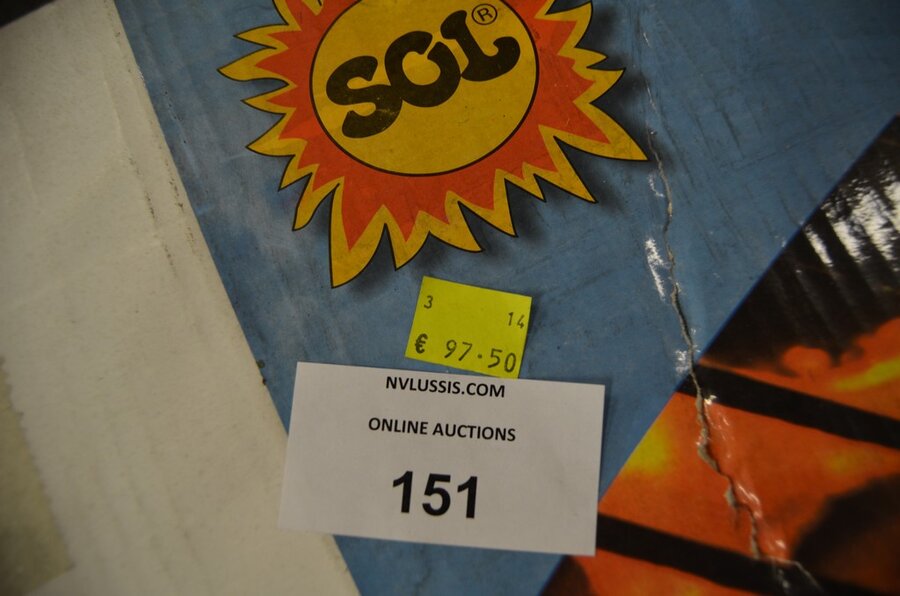 SOL®
3 14
€ 97.50
NVLUSSIS.COM
ONLINE AUCTIONS
151